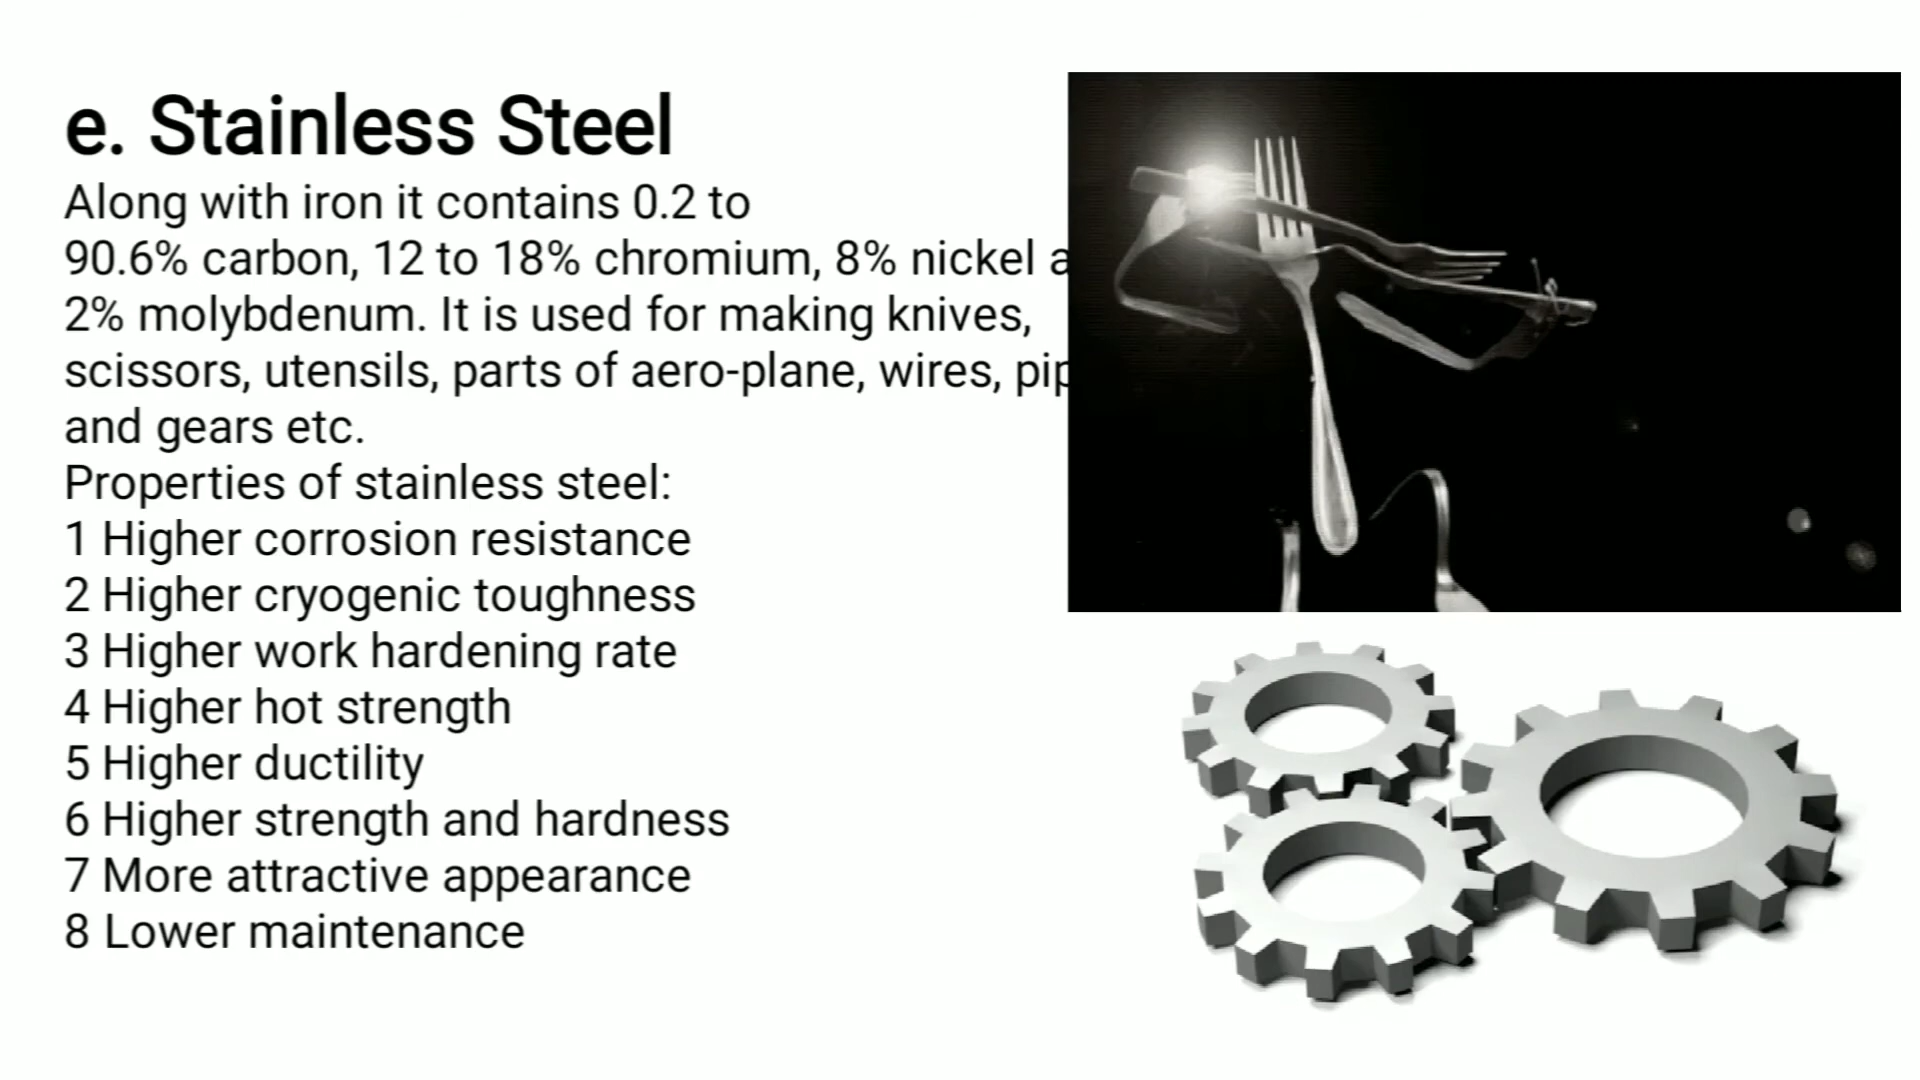 e. Stainless Steel
Along with iron it contains 0.2 to
90.6% carbon, 12 to 18% chromium, 8% nickel
2% molybdenum. It is used for making knives,
scissors, utensils, parts of aero-plane, wires,
and gears etc.
Properties of stainless steel:
1 Higher corrosion resistance
2 Higher cryogenic toughness
3 Higher work hardening rate
4 Higher hot strength
5 Higher ductility
6 Higher strength and hardness
7 More attractive appearance
8 Lower maintenance